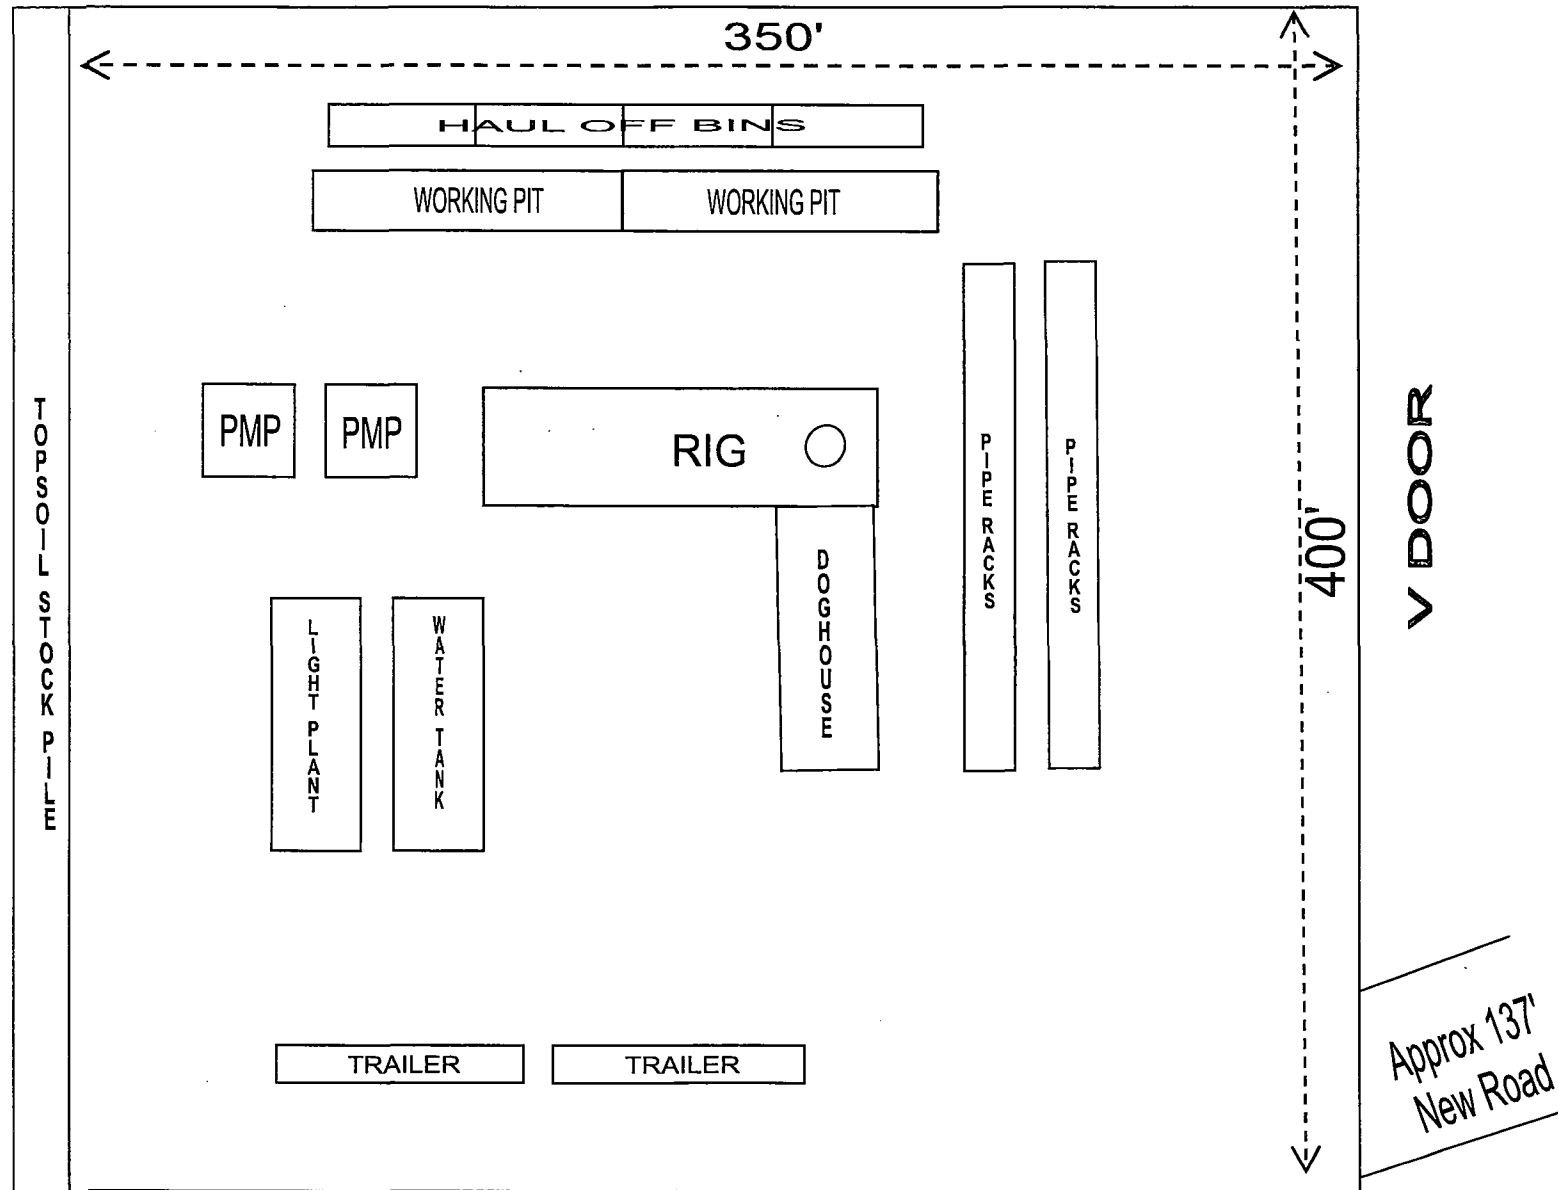 350'
HAUL OFF BINS
WORKING PIT
WORKING PIT
TOPSOIL STOCK PILE
PMP
PMP
RIG
PIPE RACKS
PIPE RACKS
400'
V DOOR
DOGHOUSE
LIGHT PLANT
WATER TANK
TRAILER
TRAILER
Approx 137'
New Road